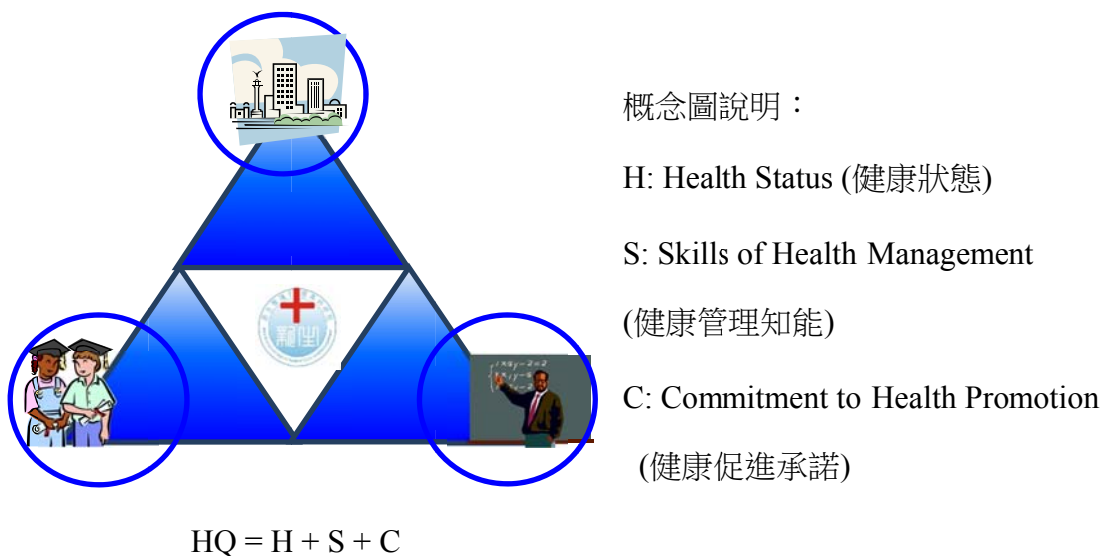 概念圖說明：
H: Health Status (健康狀態)
S: Skills of Health Management
(健康管理知能)
C: Commitment to Health Promotion
(健康促進承諾)
HQ = H + S + C